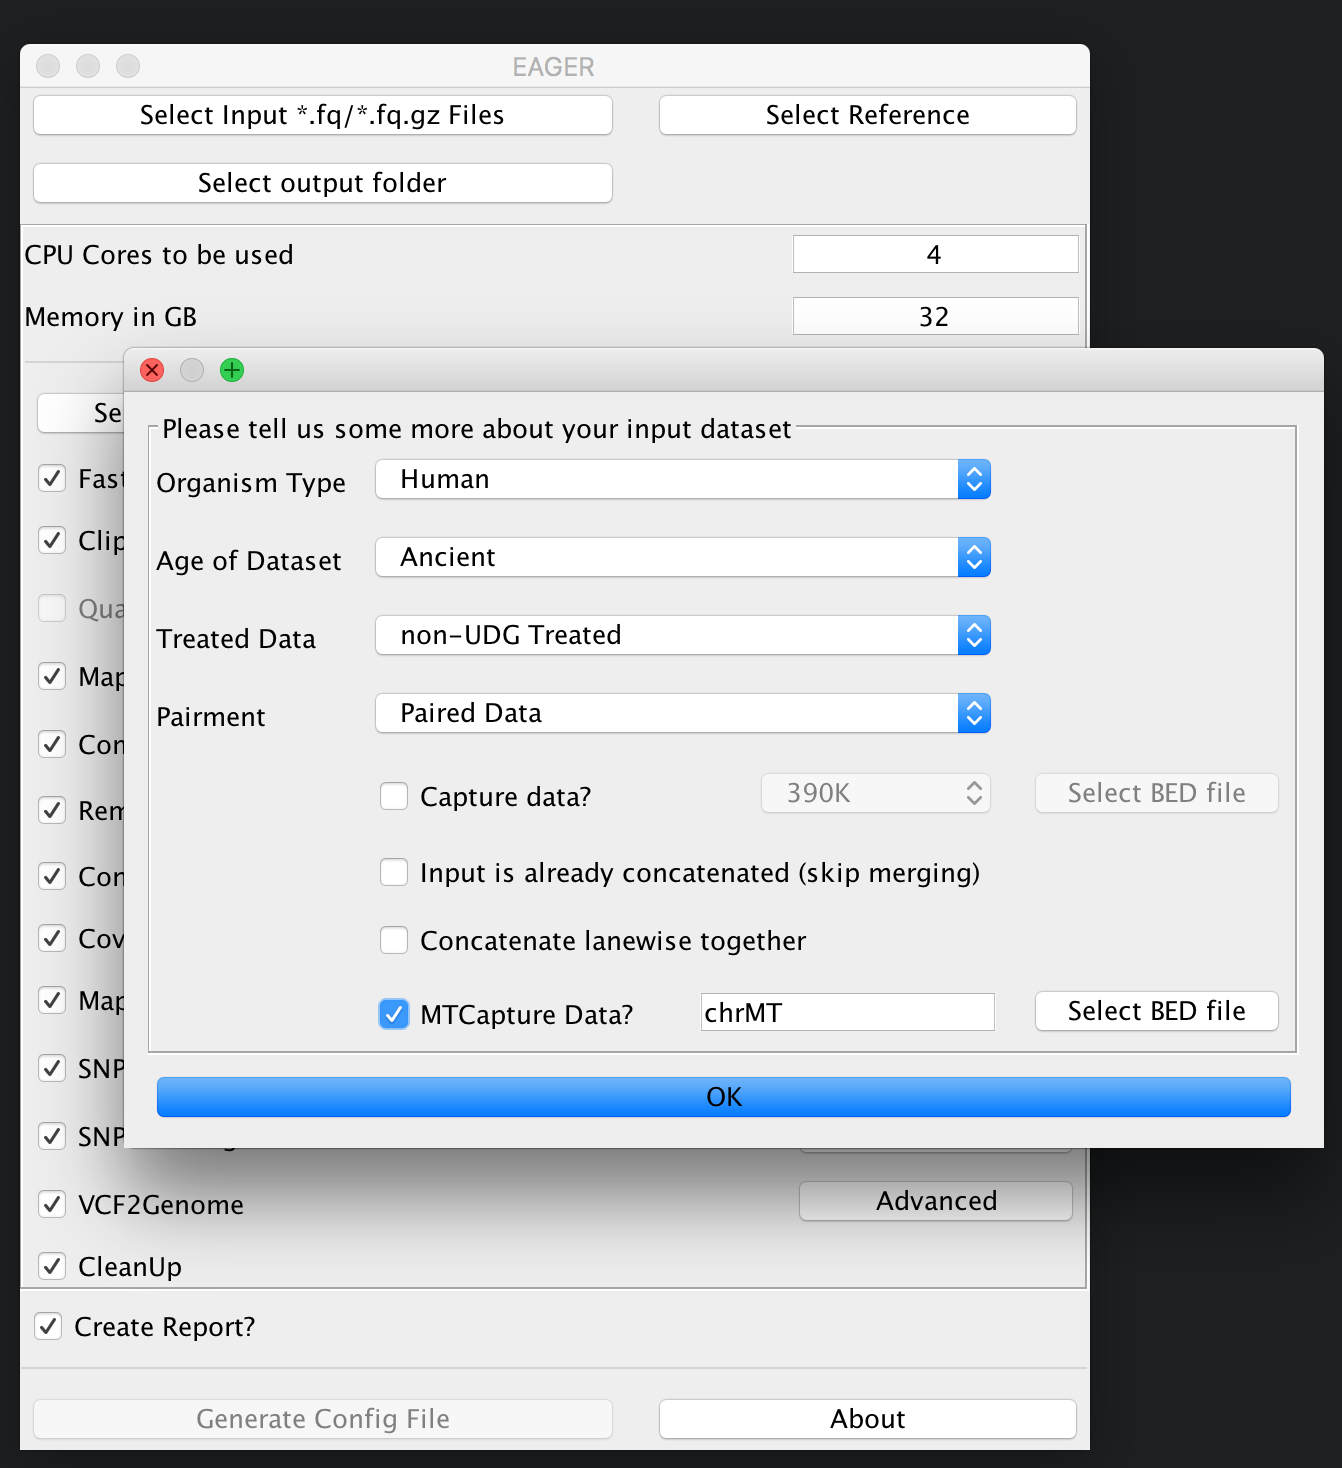 EAGER
Select Input *.fq/*.fq.gz Files
Select Reference
Select output folder
CPU Cores to be used
4
Memory in GB
32
Please tell us some more about your input dataset
Organism Type
Human
Age of Dataset
Ancient
Treated Data
non-UDG Treated
Pairment
Paired Data
Capture data?
390K
Select BED file
Input is already concatenated (skip merging)
Concatenate lanewise together
MTCapture Data?
chrMT
Select BED file
OK
Se
Fast
Clip
Qua
Map
Con
Rem
Con
Cov
Map
SNP
SNP
VCF2Genome
Advanced
CleanUp
Create Report?
Generate Config File
About